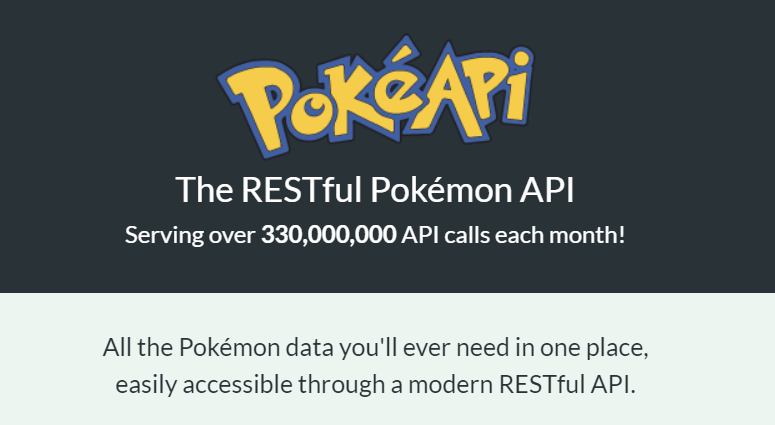 PokéAPi
The RESTful Pokémon API
Serving over 330,000,000 API calls each month!
All the Pokémon data you'll ever need in one place,
easily accessible through a modern RESTful API.